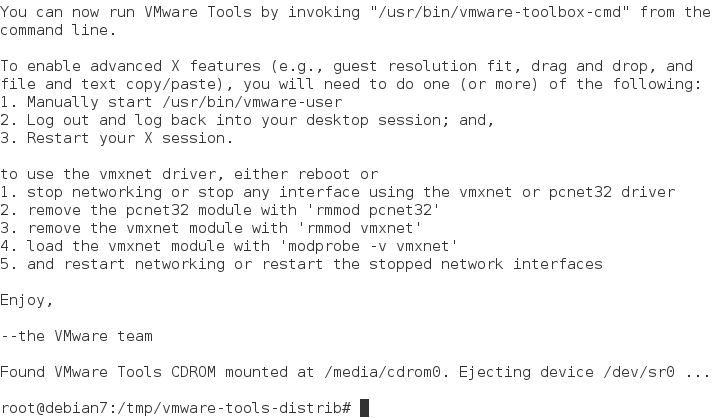 You can now run VMware Tools by invoking "/usr/bin/vmware-toolbox-cmd" from the
command line.
To enable advanced X features (e.g., guest resolution fit, drag and drop, and
file and text copy/paste), you will need to do one (or more) of the following:
1. Manually start /usr/bin/vmware-user
2. Log out and log back into your desktop session; and,
3. Restart your X session.
to use the vmxnet driver, either reboot or
1. stop networking or stop any interface using the vmxnet or pcnet32 driver
2. remove the pcnet32 module with 'rmmod pcnet32'
3. remove the vmxnet module with 'rmmod vmxnet'
4. load the vmxnet module with 'modprobe -v vmxnet'
5. and restart networking or restart the stopped network interfaces
Enjoy,
--the VMware team
Found VMware Tools CDROM mounted at /media/cdrom0. Ejecting device /dev/sr0 ...
root@debian7:/tmp/vmware-tools-distrib#